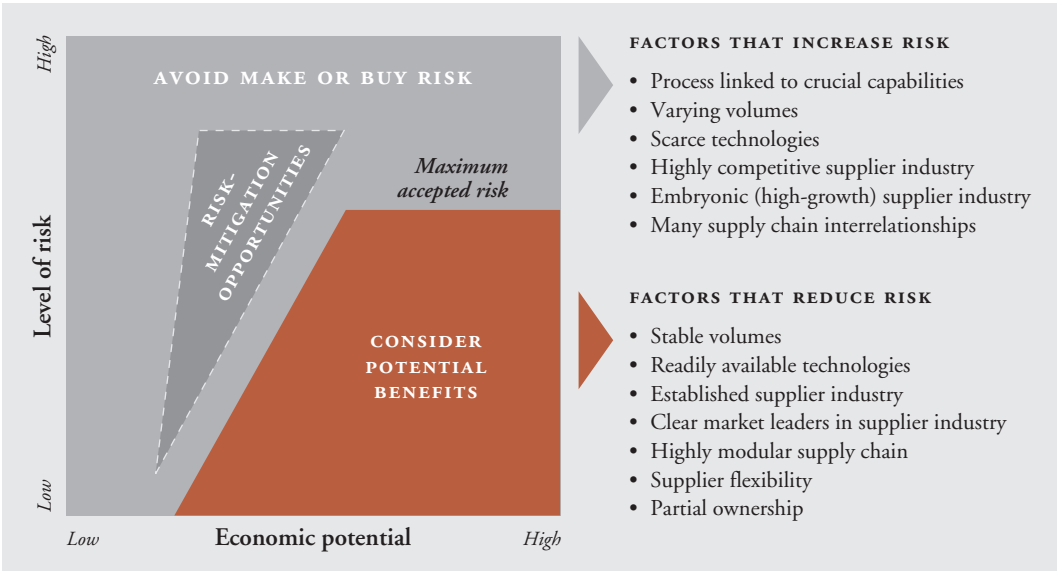 High
Level of risk
Low
AVOID MAKE OR BUY RISK
RISK-
MITIGATION
OPPORTUNITIES
Maximum
accepted risk
CONSIDER
POTENTIAL
BENEFITS
Low
Economic potential
High
FACTORS THAT INCREASE RISK
• Process linked to crucial capabilities
• Varying volumes
• Scarce technologies
• Highly competitive supplier industry
• Embryonic (high-growth) supplier industry
• Many supply chain interrelationships
FACTORS THAT REDUCE RISK
• Stable volumes
• Readily available technologies
• Established supplier industry
• Clear market leaders in supplier industry
• Highly modular supply chain
• Supplier flexibility
• Partial ownership